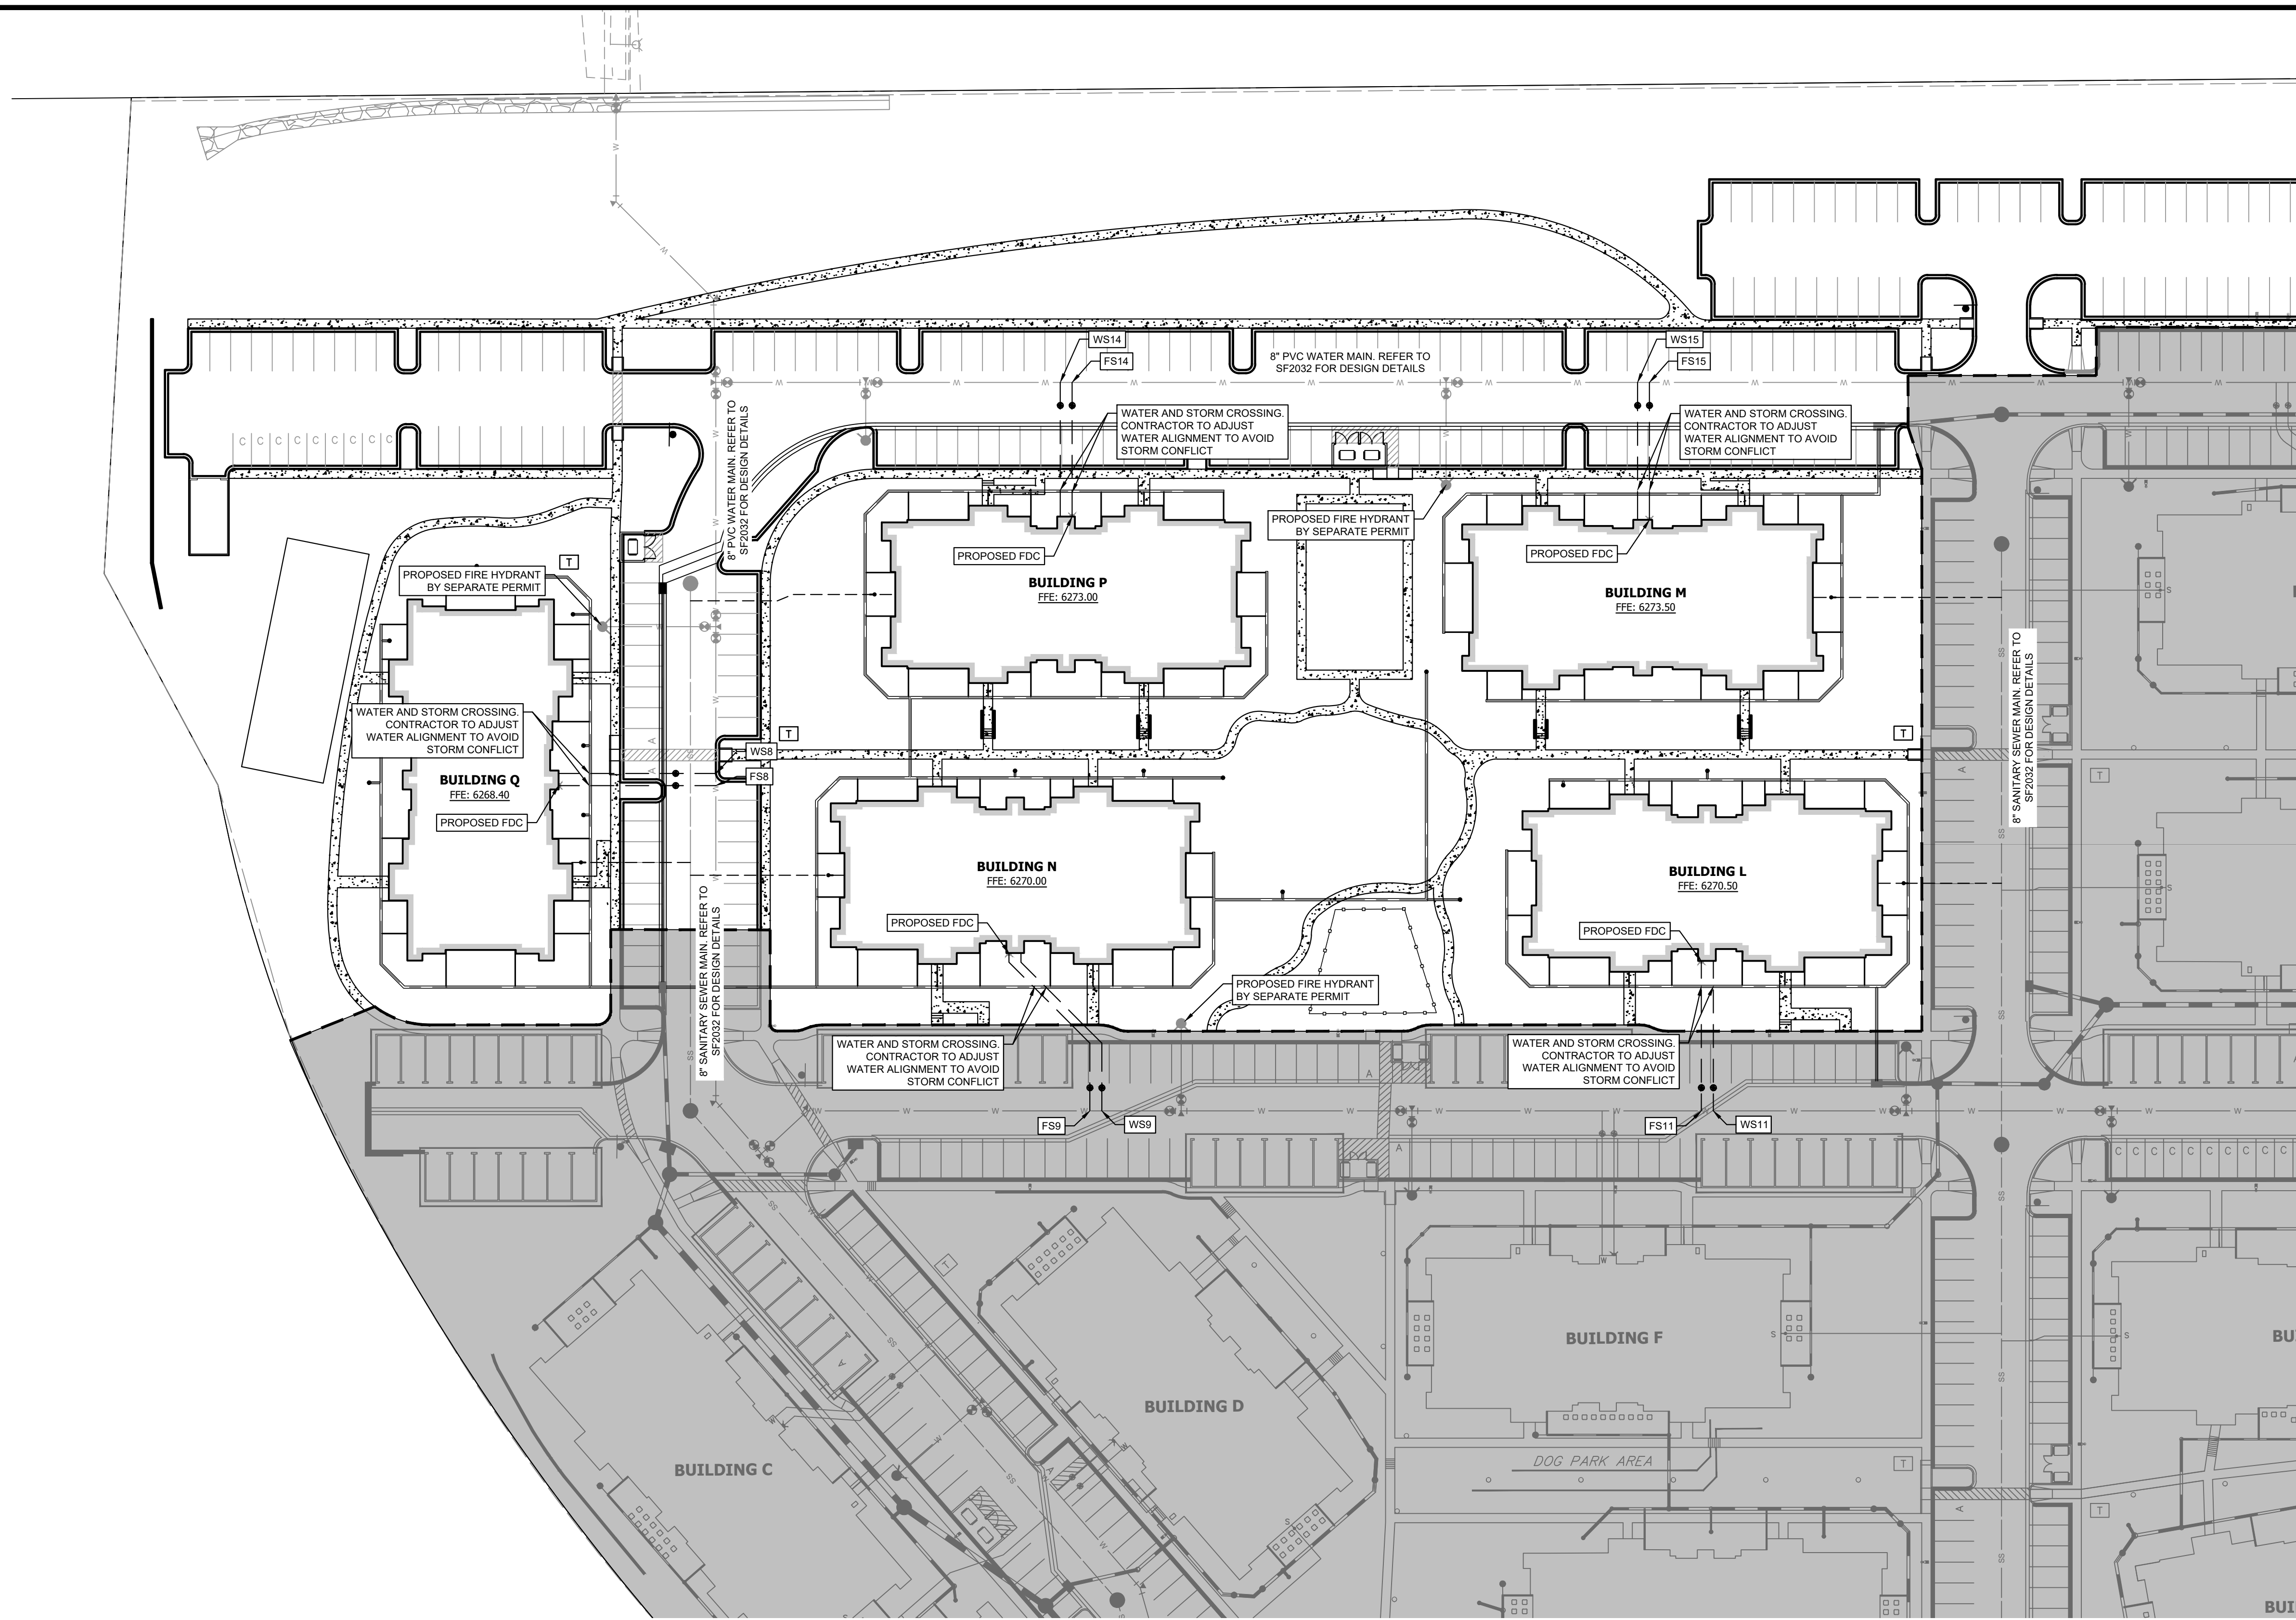 WS14
FS14
8" PVC WATER MAIN. REFER TO
SF2032 FOR DESIGN DETAILS
WS15
FS15
WATER AND STORM CROSSING.
CONTRACTOR TO ADJUST
WATER ALIGNMENT TO AVOID
STORM CONFLICT
WATER AND STORM CROSSING.
CONTRACTOR TO ADJUST
WATER ALIGNMENT TO AVOID
STORM CONFLICT
C C C C C C C C C
8" PVC WATER MAIN. REFER TO
SF2032 FOR DESIGN DETAILS
PROPOSED FIRE HYDRANT
BY SEPARATE PERMIT
PROPOSED FDC
PROPOSED FDC
T
PROPOSED FIRE HYDRANT
BY SEPARATE PERMIT
BUILDING P
FFE: 6273.00
BUILDING M
FFE: 6273.50
8" SANITARY SEWER MAIN. REFER TO
SF2032 FOR DESIGN DETAILS
WATER AND STORM CROSSING.
CONTRACTOR TO ADJUST
WATER ALIGNMENT TO AVOID
STORM CONFLICT
T
T
WS8
FS8
BUILDING Q
FFE: 6268.40
PROPOSED FDC
T
BUILDING N
FFE: 6270.00
BUILDING L
FFE: 6270.50
PROPOSED FDC
PROPOSED FDC
8" SANITARY SEWER MAIN. REFER TO
SF2032 FOR DESIGN DETAILS
PROPOSED FIRE HYDRANT
BY SEPARATE PERMIT
WATER AND STORM CROSSING.
CONTRACTOR TO ADJUST
WATER ALIGNMENT TO AVOID
STORM CONFLICT
WATER AND STORM CROSSING.
CONTRACTOR TO ADJUST
WATER ALIGNMENT TO AVOID
STORM CONFLICT
FS9
WS9
FS11
WS11
C C C C C C C C C C
T
BUILDING F
BU
BUILDING D
BUILDING C
DOG PARK AREA
T
T
BUI